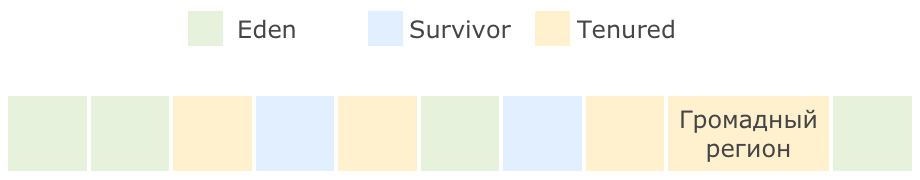 Eden Survivor Tenured
Громадный
регион